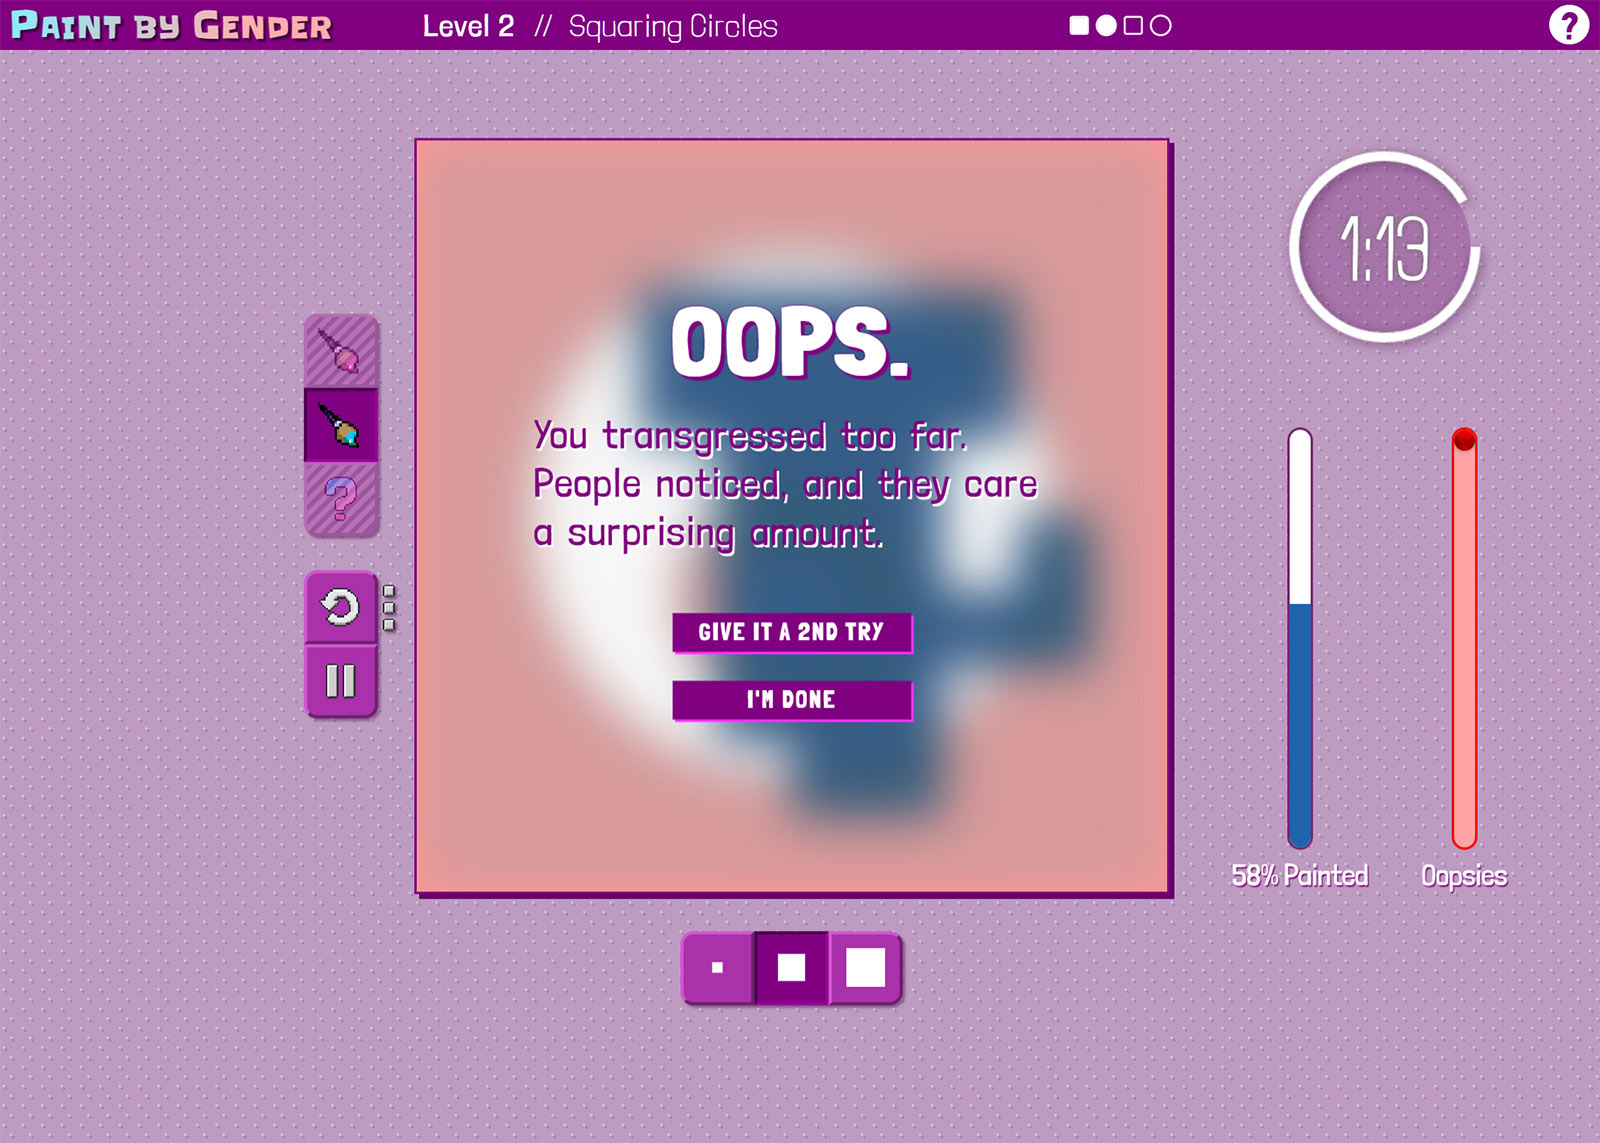 PAINT BY GENDER
Level 2 // Squaring Circles
?
1:13
OOPS.
You transgressed too far.
People noticed, and they care
a surprising amount.
?
GIVE IT A 2ND TRY
I'M DONE
58% Painted
Oopsies